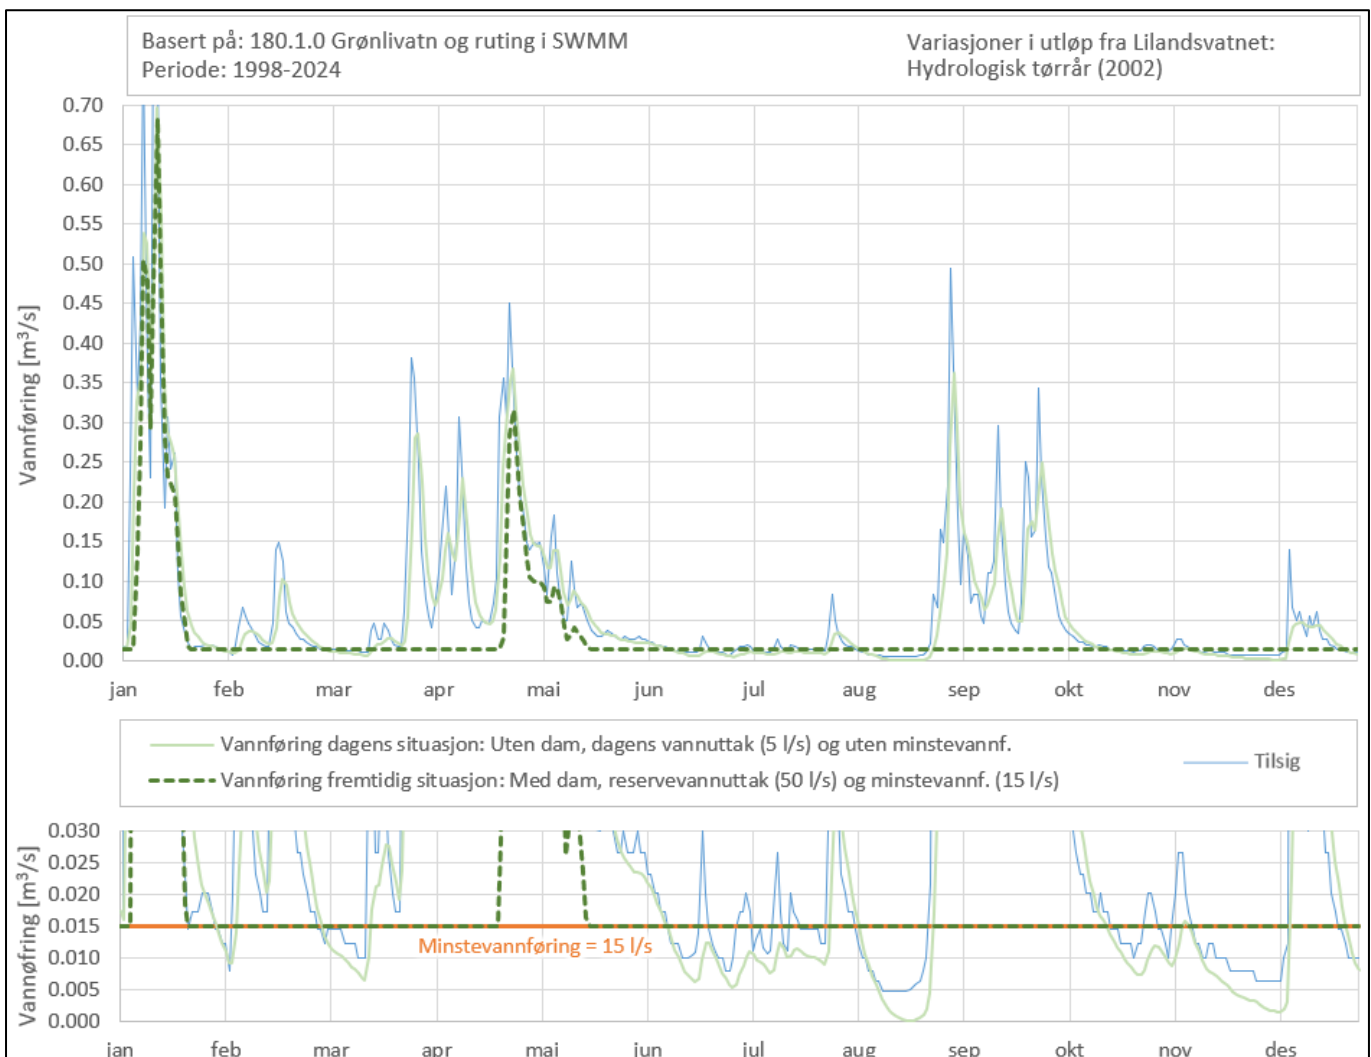 Basert på: 180.1.0 Grønlivatn og ruting i SWMM
Periode: 1998-2024
Variasjoner i utløp fra Lilandsvatnet:
Hydrologisk tørrår (2002)
Vannføring [m³/s]
0.70
0.65
0.60
0.55
0.50
0.45
0.40
0.35
0.30
0.25
0.20
0.15
0.10
0.05
0.00
jan feb mar apr mai jun jul aug sep okt nov des
Vannføring dagens situasjon: Uten dam, dagens vannuttak (5 l/s) og uten minstevannf.
Vannføring fremtidig situasjon: Med dam, reservevannuttak (50 l/s) og minstevannf. (15 l/s)
Tilsig
Vannøfring [m³/s]
0.030
0.025
0.020
0.015
0.010
0.005
0.000
Minstevannføring = 15 l/s
jan feb mar apr mai jun jul aug sep okt nov des